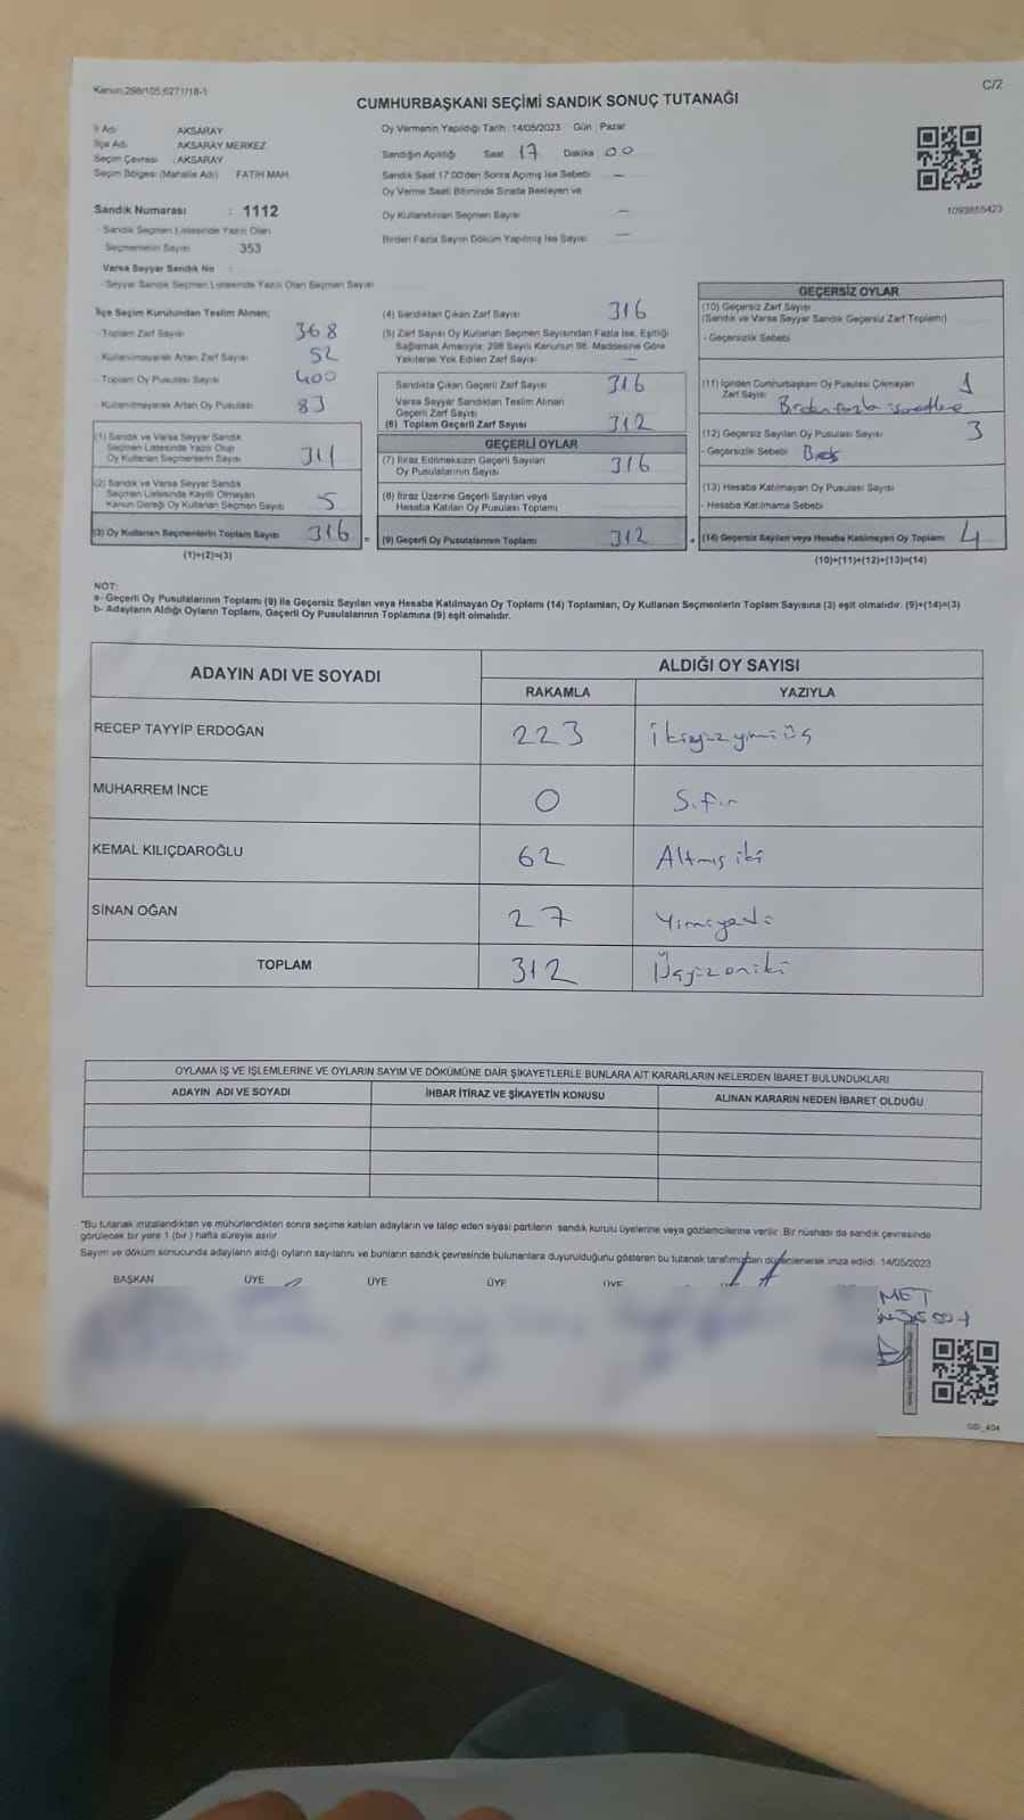 Kanun:298/105,6271/18-1
C/2
CUMHURBAŞKANI SEÇİMİ SANDIK SONUÇ TUTANAĞI
İl Adı AKSARAY
İlçe Adı AKSARAY MERKEZ
Seçim Çevresi : AKSARAY
Seçim Bölgesi (Mahalle Adı) FATİH MAH.
Oy Vermenin Yapıldığı Tarih: 14/05/2023 Gün : Pazar
Sandığın Açıldığı Saat 17 Dakika 00
Sandık Saat 17:00'den Sonra Açılmış İse Sebebi —
Oy Verme Saati Bitiminde Sırada Bekleyen ve
Oy Kullandırılan Seçmen Sayısı —
Birden Fazla Sayım Döküm Yapılmış İse Sayısı —
1093855423
Sandık Numarası : 1112
- Sandık Seçmen Listesinde Yazılı Olan
Seçmenlerin Sayısı 353
Varsa Seyyar Sandık No :
- Seyyar Sandık Seçmen Listesinde Yazılı Olan Seçmen Sayısı
İlçe Seçim Kurulundan Teslim Alınan;
- Toplam Zarf Sayısı 368
- Kullanılmayarak Artan Zarf Sayısı 52
- Toplam Oy Pusulası Sayısı 400
- Kullanılmayarak Artan Oy Pusulası 83
(1) Sandık ve Varsa Seyyar Sandık
Seçmen Listesinde Yazılı Olup
Oy Kullanan Seçmenlerin Sayısı 311
(2) Sandık ve Varsa Seyyar Sandık
Seçmen Listesinde Kayıtlı Olmayan
Kanun Gereği Oy Kullanan Seçmen Sayısı 5
(3) Oy Kullanan Seçmenlerin Toplam Sayısı 316
(1)+(2)=(3)
(4) Sandıktan Çıkan Zarf Sayısı 316
(5) Zarf Sayısı Oy Kullanan Seçmen Sayısından Fazla İse, Eşitliği
Sağlamak Amacıyla; 298 Sayılı Kanunun 98. Maddesine Göre
Yakılarak Yok Edilen Zarf Sayısı —
Sandıkta Çıkan Geçerli Zarf Sayısı 316
Varsa Seyyar Sandıktan Teslim Alınan
Geçerli Zarf Sayısı
(6) Toplam Geçerli Zarf Sayısı 312
GEÇERLİ OYLAR
(7) İtiraz Edilmeksizin Geçerli Sayılan
Oy Pusulalarının Sayısı 316
(8) İtiraz Üzerine Geçerli Sayılan veya
Hesaba Katılan Oy Pusulası Toplamı
= (9) Geçerli Oy Pusulalarının Toplamı 312
GEÇERSİZ OYLAR
(10) Geçersiz Zarf Sayısı
(Sandık ve Varsa Seyyar Sandık Geçersiz Zarf Toplamı)
- Geçersizlik Sebebi
(11) İçinden Cumhurbaşkanı Oy Pusulası Çıkmayan
Zarf Sayısı 1
Birden fazla
(12) Geçersiz Sayılan Oy Pusulası Sayısı 3
- Geçersizlik Sebebi
(13) Hesaba Katılmayan Oy Pusulası Sayısı
- Hesaba Katılmama Sebebi
+ (14) Geçersiz Sayılan veya Hesaba Katılmayan Oy Toplamı 4
(10)+(11)+(12)+(13)=(14)
NOT:
a- Geçerli Oy Pusulalarının Toplamı (9) ile Geçersiz Sayılan veya Hesaba Katılmayan Oy Toplamı (14) Toplamları, Oy Kullanan Seçmenlerin Toplam Sayısına (3) eşit olmalıdır. (9)+(14)=(3)
b- Adayların Aldığı Oyların Toplamı, Geçerli Oy Pusulalarının Toplamına (9) eşit olmalıdır.
ADAYIN ADI VE SOYADI
ALDIĞI OY SAYISI
RAKAMLA YAZIYLA
RECEP TAYYİP ERDOĞAN 223 İkiyüzyirmiüç
MUHARREM İNCE 0 Sıfır
KEMAL KILIÇDAROĞLU 62 Altmışiki
SİNAN OĞAN 27 Yirmiyedi
TOPLAM 312 Üçyüzoniki
OYLAMA İŞ VE İŞLEMLERİNE VE OYLARIN SAYIM VE DÖKÜMÜNE DAİR ŞİKAYETLERLE BUNLARA AİT KARARLARIN NELERDEN İBARET BULUNDUKLARI
ADAYIN ADI VE SOYADI İHBAR İTİRAZ VE ŞİKAYETİN KONUSU ALINAN KARARIN NEDEN İBARET OLDUĞU
"Bu tutanak imzalandıktan ve mühürlendikten sonra seçime katılan adayların ve talep eden siyasi partilerin sandık kurulu üyelerine veya gözlemcilerine verilir. Bir nüshası da sandık çevresinde
görülecek bir yere 1 (bir) hafta süreyle asılır.
Sayım ve döküm sonucunda adayların aldığı oyların sayılarını ve bunların sandık çevresinde bulunanlara duyurulduğunu gösteren bu tutanak tarafımızdan düzenlenerek imza edildi. 14/05/2023
BAŞKAN ÜYE ÜYE ÜYE ÜYE
MET